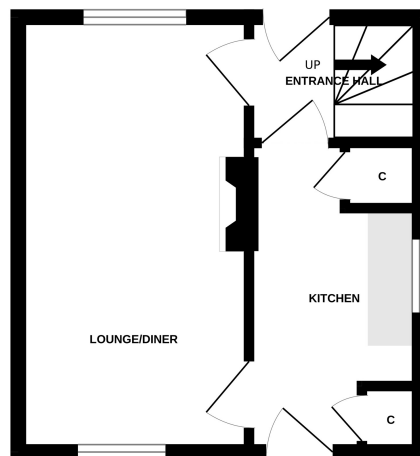 UP
ENTRANCE HALL
C
KITCHEN
LOUNGE/DINER
C